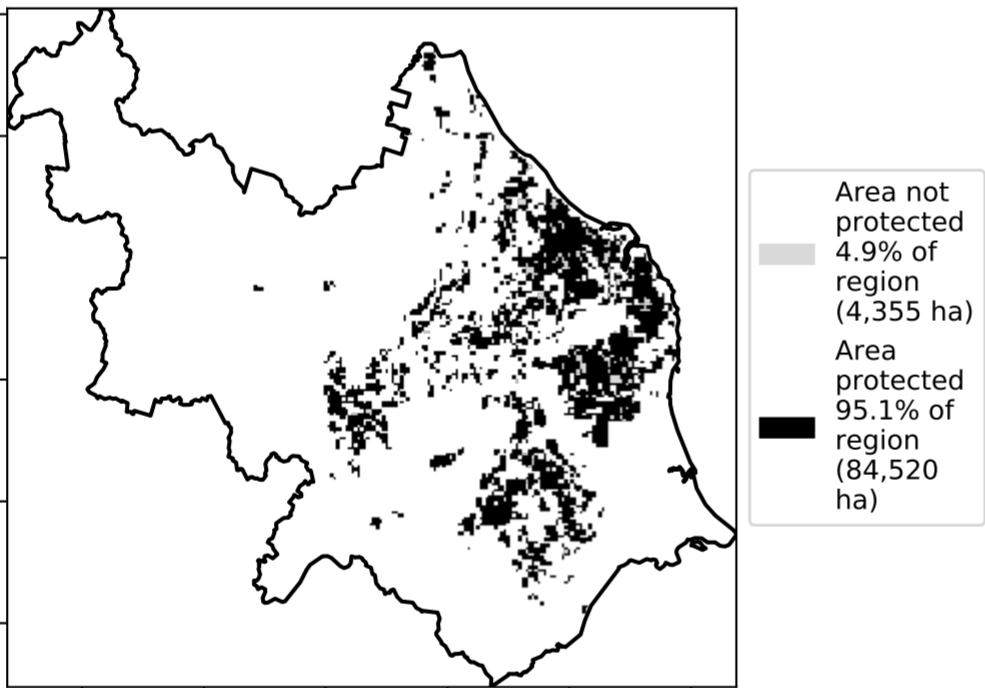 Area not
protected
4.9% of
region
(4,355 ha)
Area
protected
95.1% of
region
(84,520
ha)